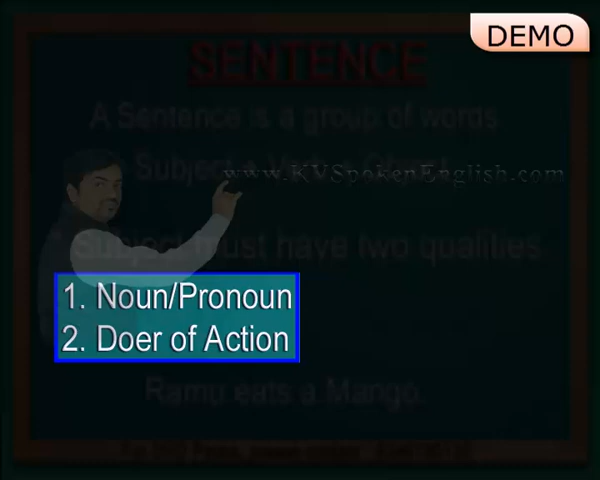 DEMO
SENTENCE
A Sentence is a group of words
Subject +
www.KVSpokenEnglish.com
Subject must have two qualities
1. Noun/Pronoun
2. Doer of Action
Ramu eats a Mango.